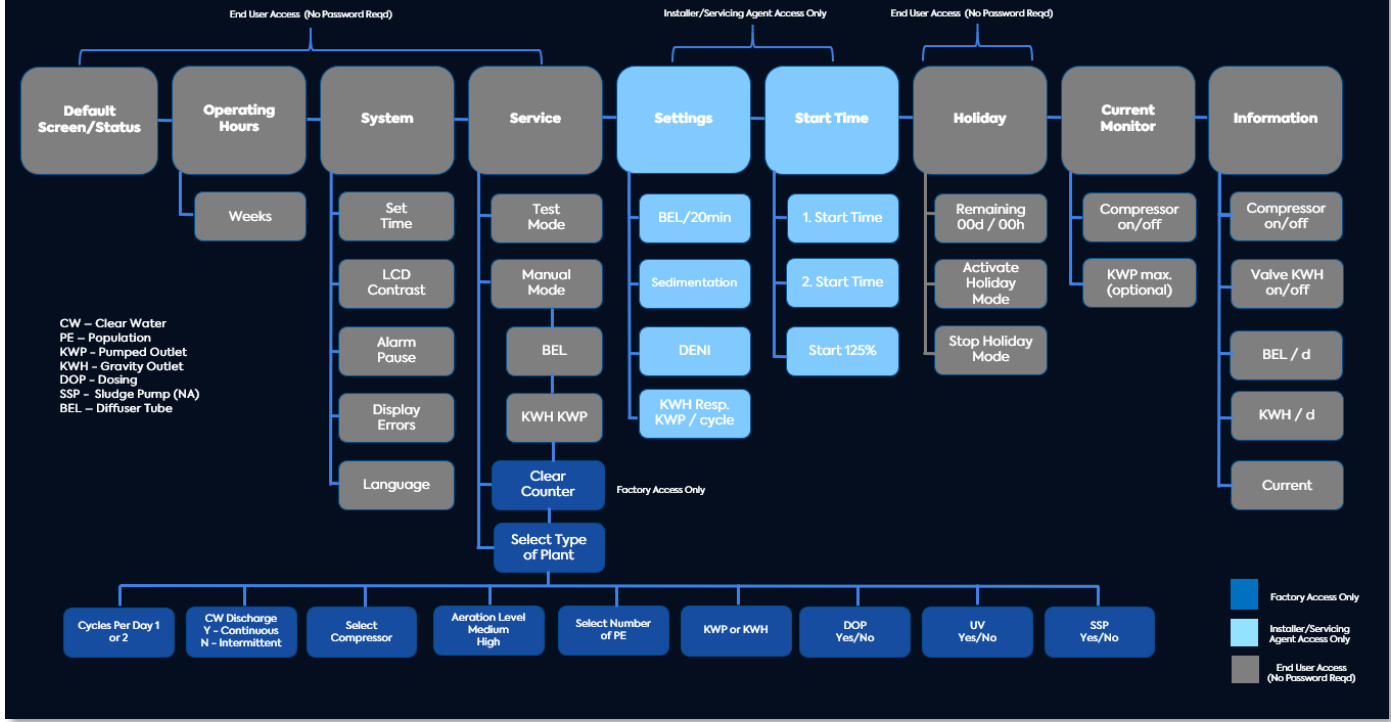 End User Access (No Password Reqd)
Installer/Servicing Agent Access Only
End User Access (No Password Reqd)
Default
Screen/Status
Operating
Hours
System
Service
Settings
Start Time
Holiday
Current
Monitor
Information
Weeks
Set
Time
LCD
Contrast
Alarm
Pause
Display
Errors
Language
Test
Mode
Manual
Mode
BEL
KWH KWP
Clear
Counter
Factory Access Only
Select Type
of Plant
BEL/20min
Sedimentation
DENI
KWH Resp.
KWP / cycle
1. Start Time
2. Start Time
Start 125%
Remaining
00d / 00h
Activate
Holiday
Mode
Stop Holiday
Mode
Compressor
on/off
KWP max.
(optional)
Compressor
on/off
Valve KWH
on/off
BEL / d
KWH / d
Current
CW – Clear Water
PE – Population
KWP - Pumped Outlet
KWH - Gravity Outlet
DOP - Dosing
SSP - Sludge Pump (NA)
BEL – Diffuser Tube
Cycles Per Day 1
or 2
CW Discharge
Y - Continuous
N - Intermittent
Select
Compressor
Aeration Level
Medium
High
Select Number
of PE
KWP or KWH
DOP
Yes/No
UV
Yes/No
SSP
Yes/No
Factory Access Only
Installer/Servicing
Agent Access Only
End User Access
(No Password Reqd)